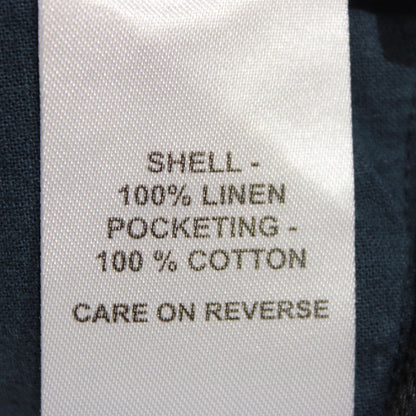 SHELL -
100% LINEN
POCKETING -
100 % COTTON
CARE ON REVERSE